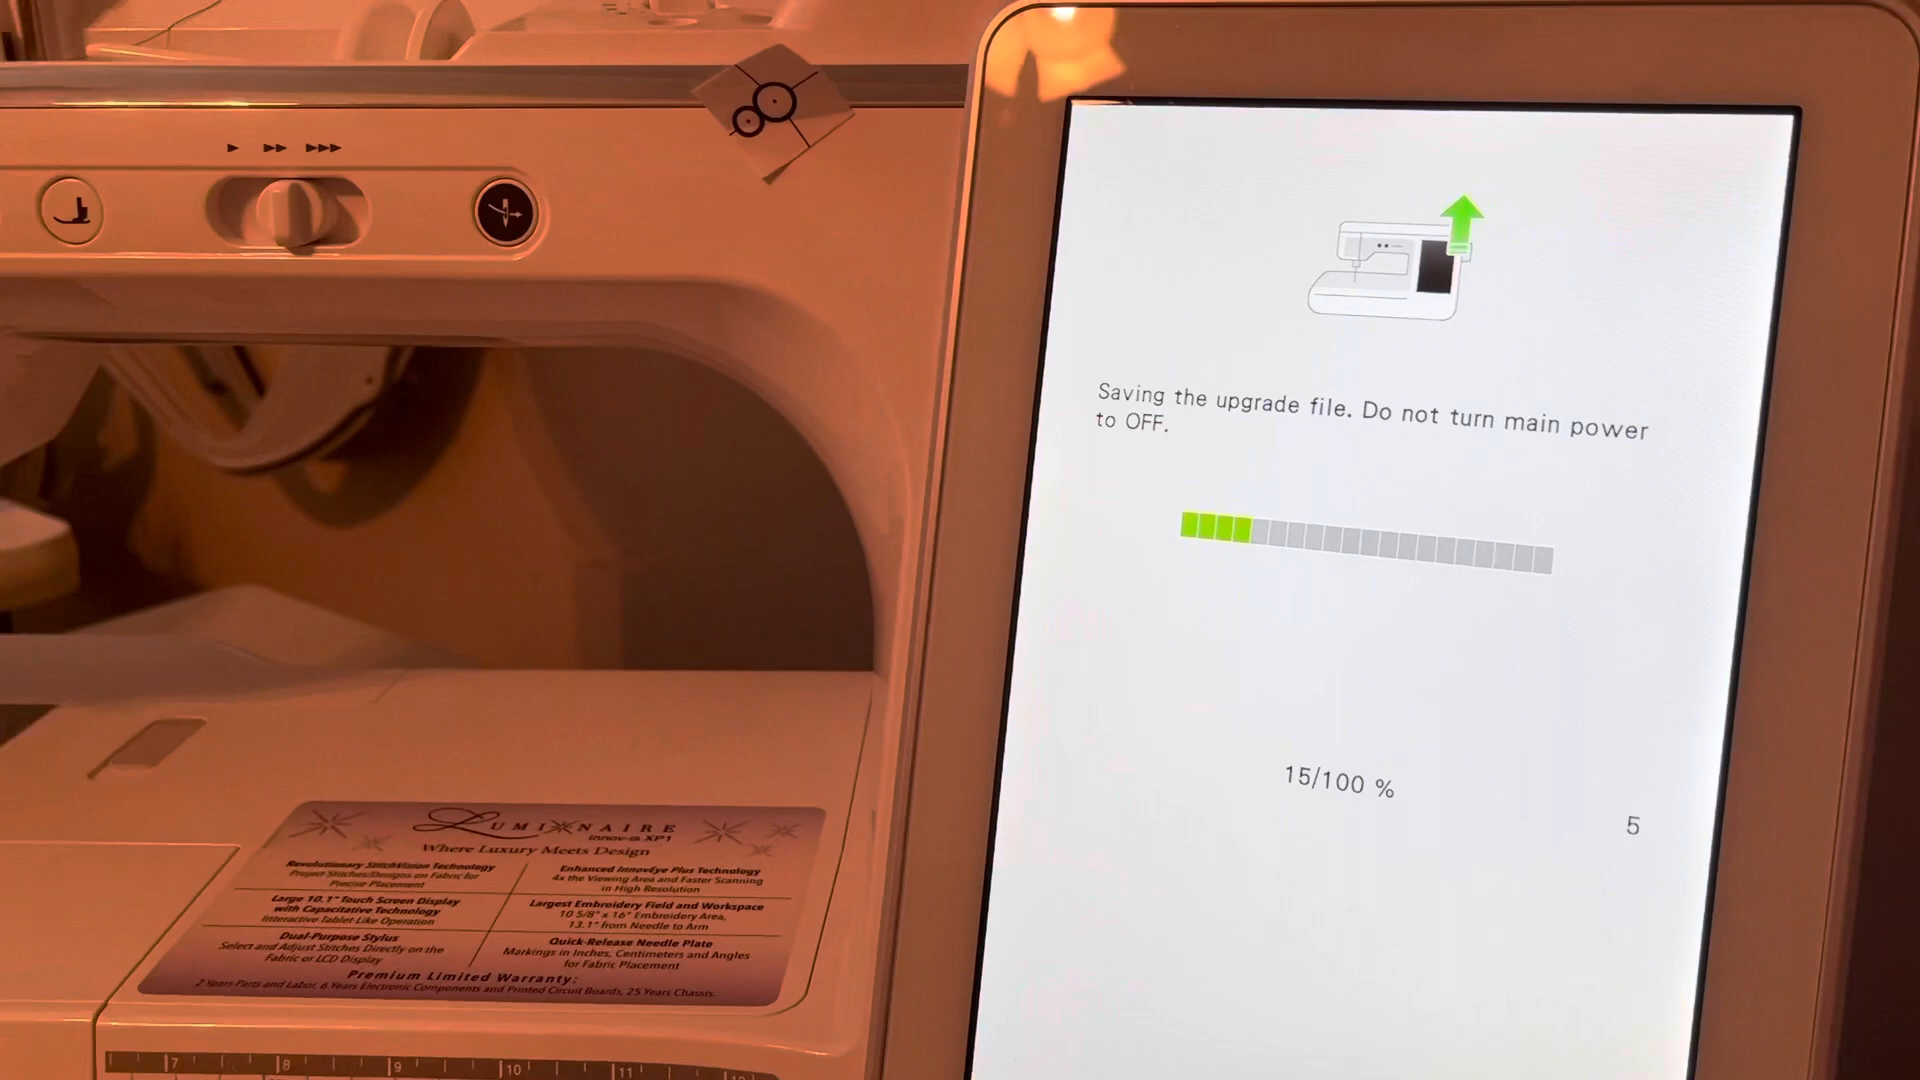 Saving the upgrade file. Do not turn main power
to OFF.
15/100 %
5
LUMINAIRE
Innov-is XP1
Where Luxury Meets Design
Revolutionary StitchVision Technology
Project Stitches/Designs on Fabric for
Precise Placement
Large 10.1" Touch Screen Display
with Capacitative Technology
Interactive Tablet Like Operation
Dual-Purpose Stylus
Select and Adjust Stitches Directly on the
Fabric or LCD Display
Enhanced InnovEye Plus Technology
4x the Viewing Area and Faster Scanning
in High Resolution
Largest Embroidery Field and Workspace
10 5/8" x 16" Embroidery Area,
13.1" from Needle to Arm
Quick-Release Needle Plate
Markings in Inches, Centimeters and Angles
for Fabric Placement
Premium Limited Warranty:
2 Years Parts and Labor, 6 Years Electronic Components and Printed Circuit Boards, 25 Years Chassis.
7 8 9 10 11 12